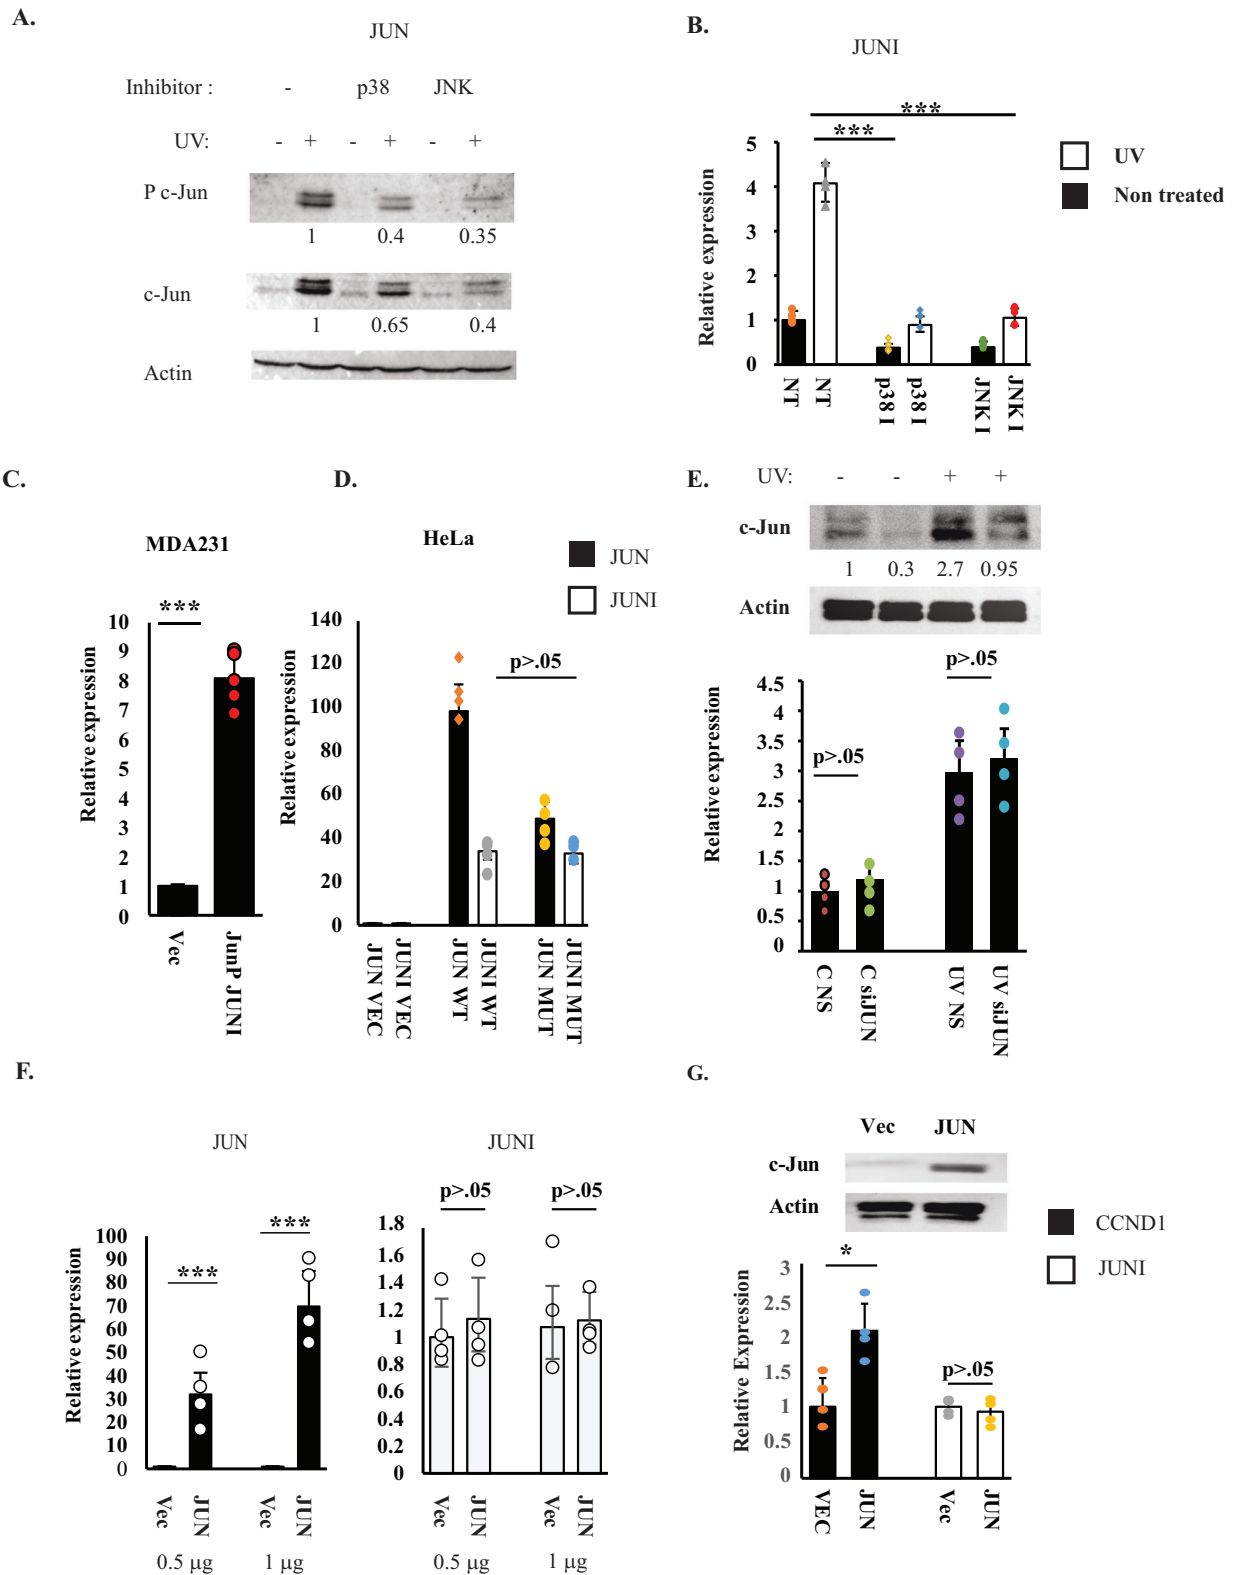 A.
JUN
Inhibitor : - p38 JNK
UV: - + - + - +
P c-Jun
1 0.4 0.35
c-Jun
1 0.65 0.4
Actin
B.
JUNI
***
***
UV
Non treated
Relative expression
5
4
3
2
1
0
NT NT p38 I p38 I JNK I JNK I
C.
MDA231
***
Relative expression
10
9
8
7
6
5
4
3
2
1
0
Vec JunP JUNI
D.
HeLa
JUN
JUNI
p>.05
Relative expression
140
120
100
80
60
40
20
0
JUN VEC JUNI VEC JUN WT JUNI WT JUN MUT JUNI MUT
E.
UV: - - + +
c-Jun
1 0.3 2.7 0.95
Actin
p>.05
p>.05
Relative expression
4.5
4
3.5
3
2.5
2
1.5
1
0.5
0
C NS C siJUN UV NS UV siJUN
F.
JUN
***
***
Relative expression
100
90
80
70
60
50
40
30
20
10
0
Vec JUN Vec JUN
0.5 µg 1 µg
JUNI
p>.05 p>.05
1.8
1.6
1.4
1.2
1
0.8
0.6
0.4
0.2
0
Vec JUN Vec JUN
0.5 µg 1 µg
G.
Vec JUN
c-Jun
Actin
CCND1
JUNI
*
p>.05
Relative Expression
3
2.5
2
1.5
1
0.5
0
VEC JUN Vec JUN